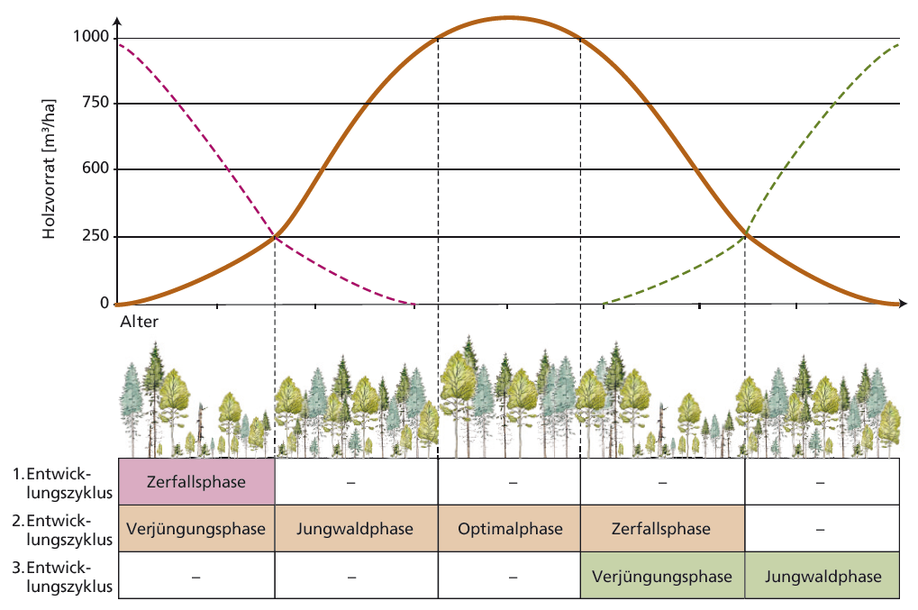 1000
750
600
250
0
Holzvorrat [m³/ha]
Alter
1. Entwick-
lungszyklus
Zerfallsphase
–
–
–
–
2. Entwick-
lungszyklus
Verjüngungsphase
Jungwaldphase
Optimalphase
Zerfallsphase
–
3. Entwick-
lungszyklus
–
–
–
Verjüngungsphase
Jungwaldphase